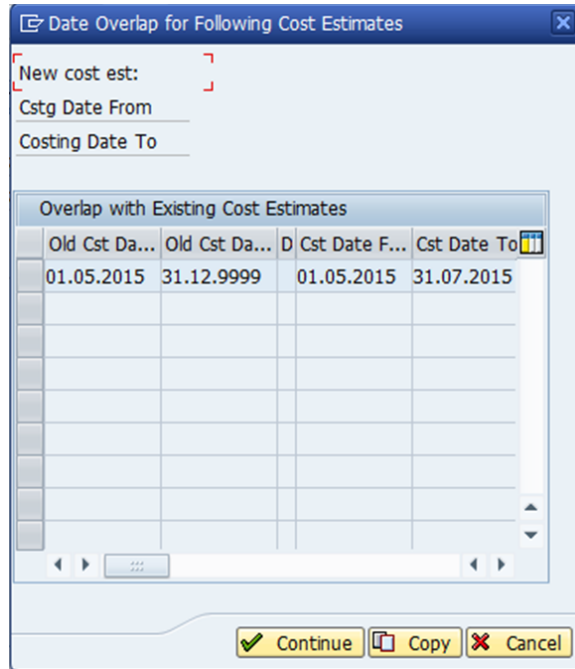 Date Overlap for Following Cost Estimates
New cost est:
Cstg Date From
Costing Date To
Overlap with Existing Cost Estimates
Old Cst Da... Old Cst Da... D Cst Date F... Cst Date To
01.05.2015 31.12.9999 01.05.2015 31.07.2015
Continue Copy Cancel